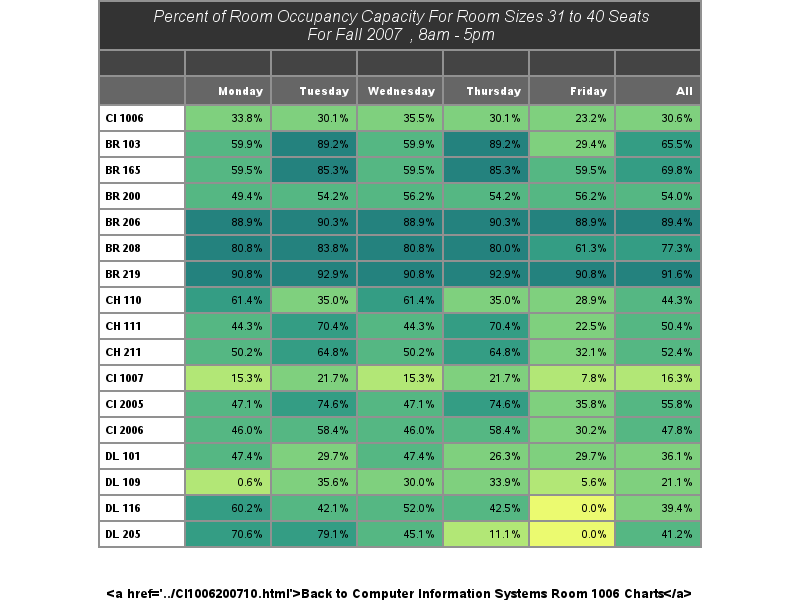 Percent of Room Occupancy Capacity For Room Sizes 31 to 40 Seats
For Fall 2007 , 8am - 5pm
Monday Tuesday Wednesday Thursday Friday All
CI 1006 33.8% 30.1% 35.5% 30.1% 23.2% 30.6%
BR 103 59.9% 89.2% 59.9% 89.2% 29.4% 65.5%
BR 165 59.5% 85.3% 59.5% 85.3% 59.5% 69.8%
BR 200 49.4% 54.2% 56.2% 54.2% 56.2% 54.0%
BR 206 88.9% 90.3% 88.9% 90.3% 88.9% 89.4%
BR 208 80.8% 83.8% 80.8% 80.0% 61.3% 77.3%
BR 219 90.8% 92.9% 90.8% 92.9% 90.8% 91.6%
CH 110 61.4% 35.0% 61.4% 35.0% 28.9% 44.3%
CH 111 44.3% 70.4% 44.3% 70.4% 22.5% 50.4%
CH 211 50.2% 64.8% 50.2% 64.8% 32.1% 52.4%
CI 1007 15.3% 21.7% 15.3% 21.7% 7.8% 16.3%
CI 2005 47.1% 74.6% 47.1% 74.6% 35.8% 55.8%
CI 2006 46.0% 58.4% 46.0% 58.4% 30.2% 47.8%
DL 101 47.4% 29.7% 47.4% 26.3% 29.7% 36.1%
DL 109 0.6% 35.6% 30.0% 33.9% 5.6% 21.1%
DL 116 60.2% 42.1% 52.0% 42.5% 0.0% 39.4%
DL 205 70.6% 79.1% 45.1% 11.1% 0.0% 41.2%
<a href='../CI1006200710.html'>Back to Computer Information Systems Room 1006 Charts</a>